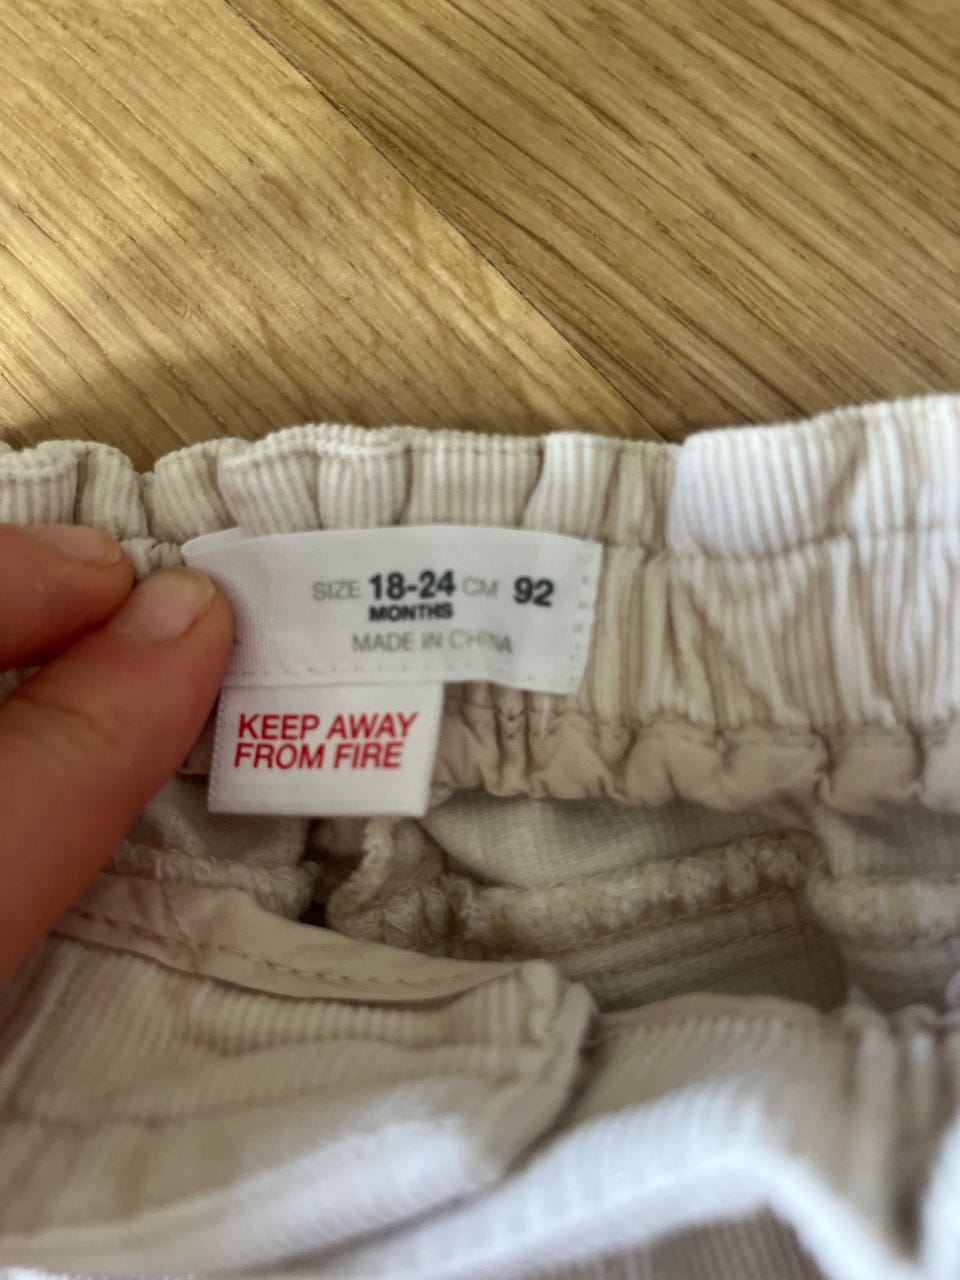 SIZE 18-24 CM 92
MONTHS
MADE IN CHINA
KEEP AWAY
FROM FIRE